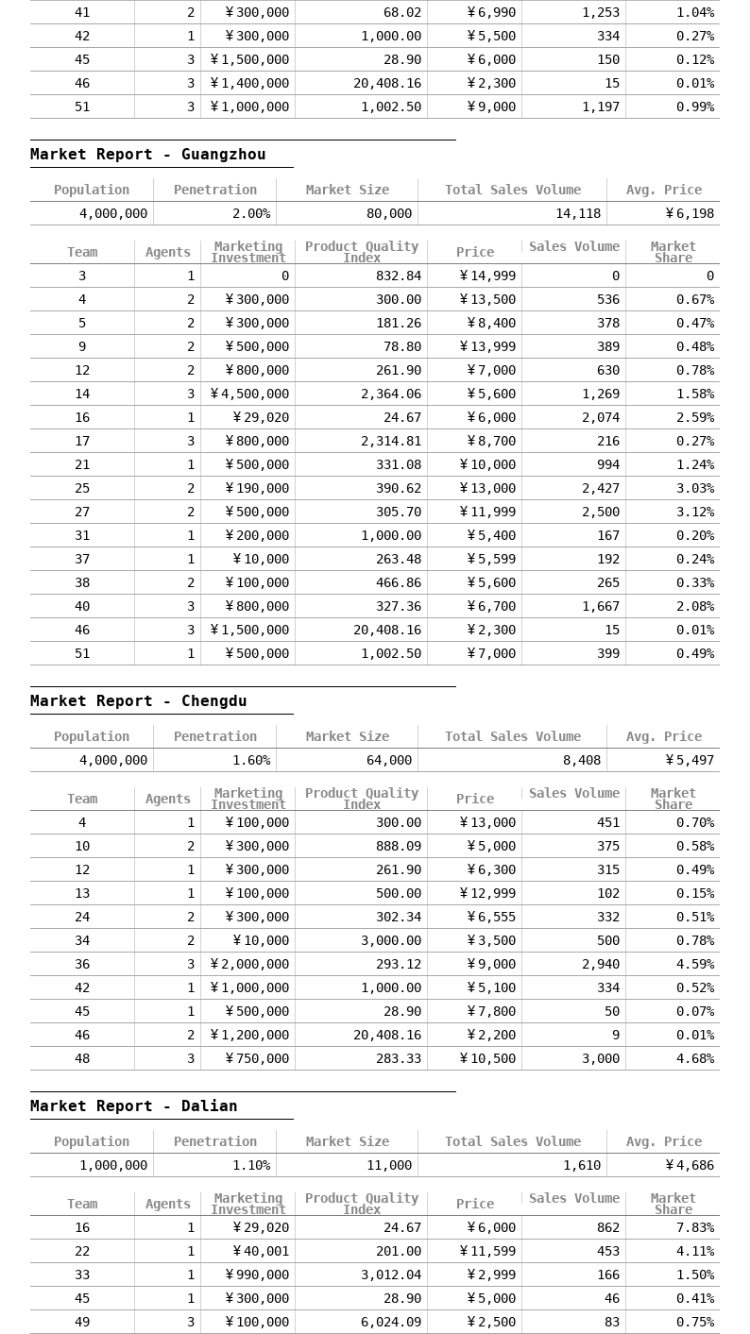 41 2 ¥300,000 68.02 ¥6,990 1,253 1.04%
42 1 ¥300,000 1,000.00 ¥5,500 334 0.27%
45 3 ¥1,500,000 28.90 ¥6,000 150 0.12%
46 3 ¥1,400,000 20,408.16 ¥2,300 15 0.01%
51 3 ¥1,000,000 1,002.50 ¥9,000 1,197 0.99%
Market Report - Guangzhou
Population Penetration Market Size Total Sales Volume Avg. Price
4,000,000 2.00% 80,000 14,118 ¥6,198
Team Agents Marketing Investment Product Quality Index Price Sales Volume Market Share
3 1 0 832.84 ¥14,999 0 0
4 2 ¥300,000 300.00 ¥13,500 536 0.67%
5 2 ¥300,000 181.26 ¥8,400 378 0.47%
9 2 ¥500,000 78.80 ¥13,999 389 0.48%
12 2 ¥800,000 261.90 ¥7,000 630 0.78%
14 3 ¥4,500,000 2,364.06 ¥5,600 1,269 1.58%
16 1 ¥29,020 24.67 ¥6,000 2,074 2.59%
17 3 ¥800,000 2,314.81 ¥8,700 216 0.27%
21 1 ¥500,000 331.08 ¥10,000 994 1.24%
25 2 ¥190,000 390.62 ¥13,000 2,427 3.03%
27 2 ¥500,000 305.70 ¥11,999 2,500 3.12%
31 1 ¥200,000 1,000.00 ¥5,400 167 0.20%
37 1 ¥10,000 263.48 ¥5,599 192 0.24%
38 2 ¥100,000 466.86 ¥5,600 265 0.33%
40 3 ¥800,000 327.36 ¥6,700 1,667 2.08%
46 3 ¥1,500,000 20,408.16 ¥2,300 15 0.01%
51 1 ¥500,000 1,002.50 ¥7,000 399 0.49%
Market Report - Chengdu
Population Penetration Market Size Total Sales Volume Avg. Price
4,000,000 1.60% 64,000 8,408 ¥5,497
Team Agents Marketing Investment Product Quality Index Price Sales Volume Market Share
4 1 ¥100,000 300.00 ¥13,000 451 0.70%
10 2 ¥300,000 888.09 ¥5,000 375 0.58%
12 1 ¥300,000 261.90 ¥6,300 315 0.49%
13 1 ¥100,000 500.00 ¥12,999 102 0.15%
24 2 ¥300,000 302.34 ¥6,555 332 0.51%
34 2 ¥10,000 3,000.00 ¥3,500 500 0.78%
36 3 ¥2,000,000 293.12 ¥9,000 2,940 4.59%
42 1 ¥1,000,000 1,000.00 ¥5,100 334 0.52%
45 1 ¥500,000 28.90 ¥7,800 50 0.07%
46 2 ¥1,200,000 20,408.16 ¥2,200 9 0.01%
48 3 ¥750,000 283.33 ¥10,500 3,000 4.68%
Market Report - Dalian
Population Penetration Market Size Total Sales Volume Avg. Price
1,000,000 1.10% 11,000 1,610 ¥4,686
Team Agents Marketing Investment Product Quality Index Price Sales Volume Market Share
16 1 ¥29,020 24.67 ¥6,000 862 7.83%
22 1 ¥40,001 201.00 ¥11,599 453 4.11%
33 1 ¥990,000 3,012.04 ¥2,999 166 1.50%
45 1 ¥300,000 28.90 ¥5,000 46 0.41%
49 3 ¥100,000 6,024.09 ¥2,500 83 0.75%